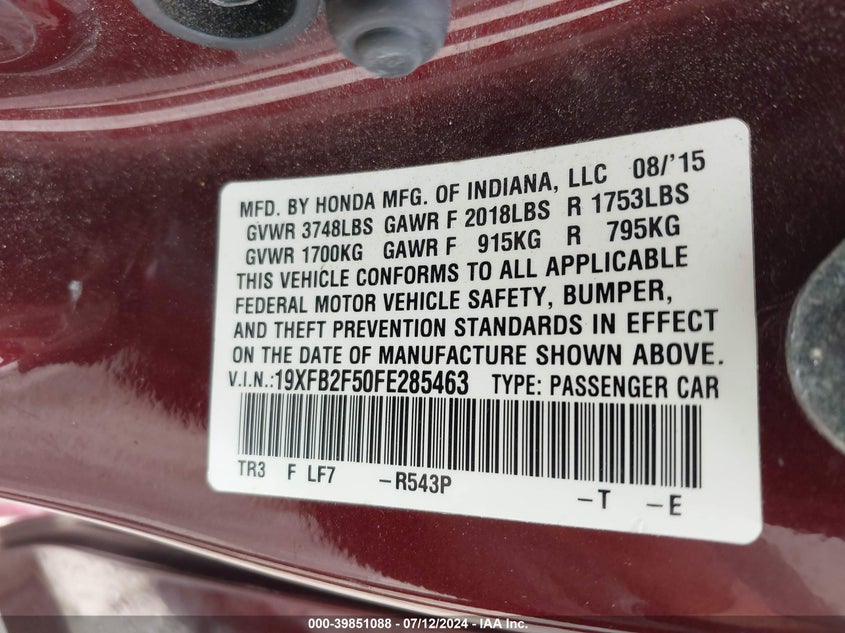 MFD. BY HONDA MFG. OF INDIANA, LLC 08/'15
GVWR 3748LBS GAWR F 2018LBS R 1753LBS
GVWR 1700KG GAWR F 915KG R 795KG
THIS VEHICLE CONFORMS TO ALL APPLICABLE
FEDERAL MOTOR VEHICLE SAFETY, BUMPER,
AND THEFT PREVENTION STANDARDS IN EFFECT
ON THE DATE OF MANUFACTURE SHOWN ABOVE.
V.I.N.:19XFB2F50FE285463 TYPE: PASSENGER CAR
TR3 F LF7 -R543P -T -E
000-39851088 - 07/12/2024 - IAA Inc.